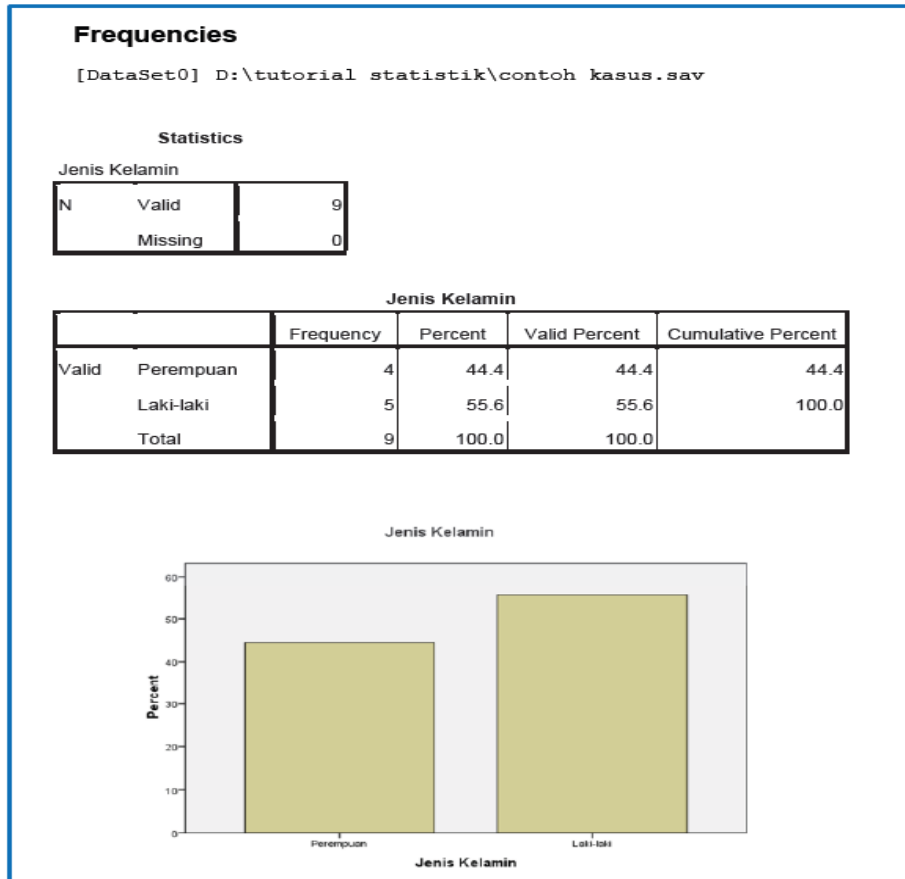 Frequencies
[DataSet0] D:\tutorial statistik\contoh kasus.sav
Statistics
Jenis Kelamin
N Valid 9
Missing 0
Jenis Kelamin
Frequency Percent Valid Percent Cumulative Percent
Valid Perempuan 4 44.4 44.4 44.4
Laki-laki 5 55.6 55.6 100.0
Total 9 100.0 100.0
Jenis Kelamin
60
50
40
30
20
10
0
Percent
Perempuan Laki-laki
Jenis Kelamin